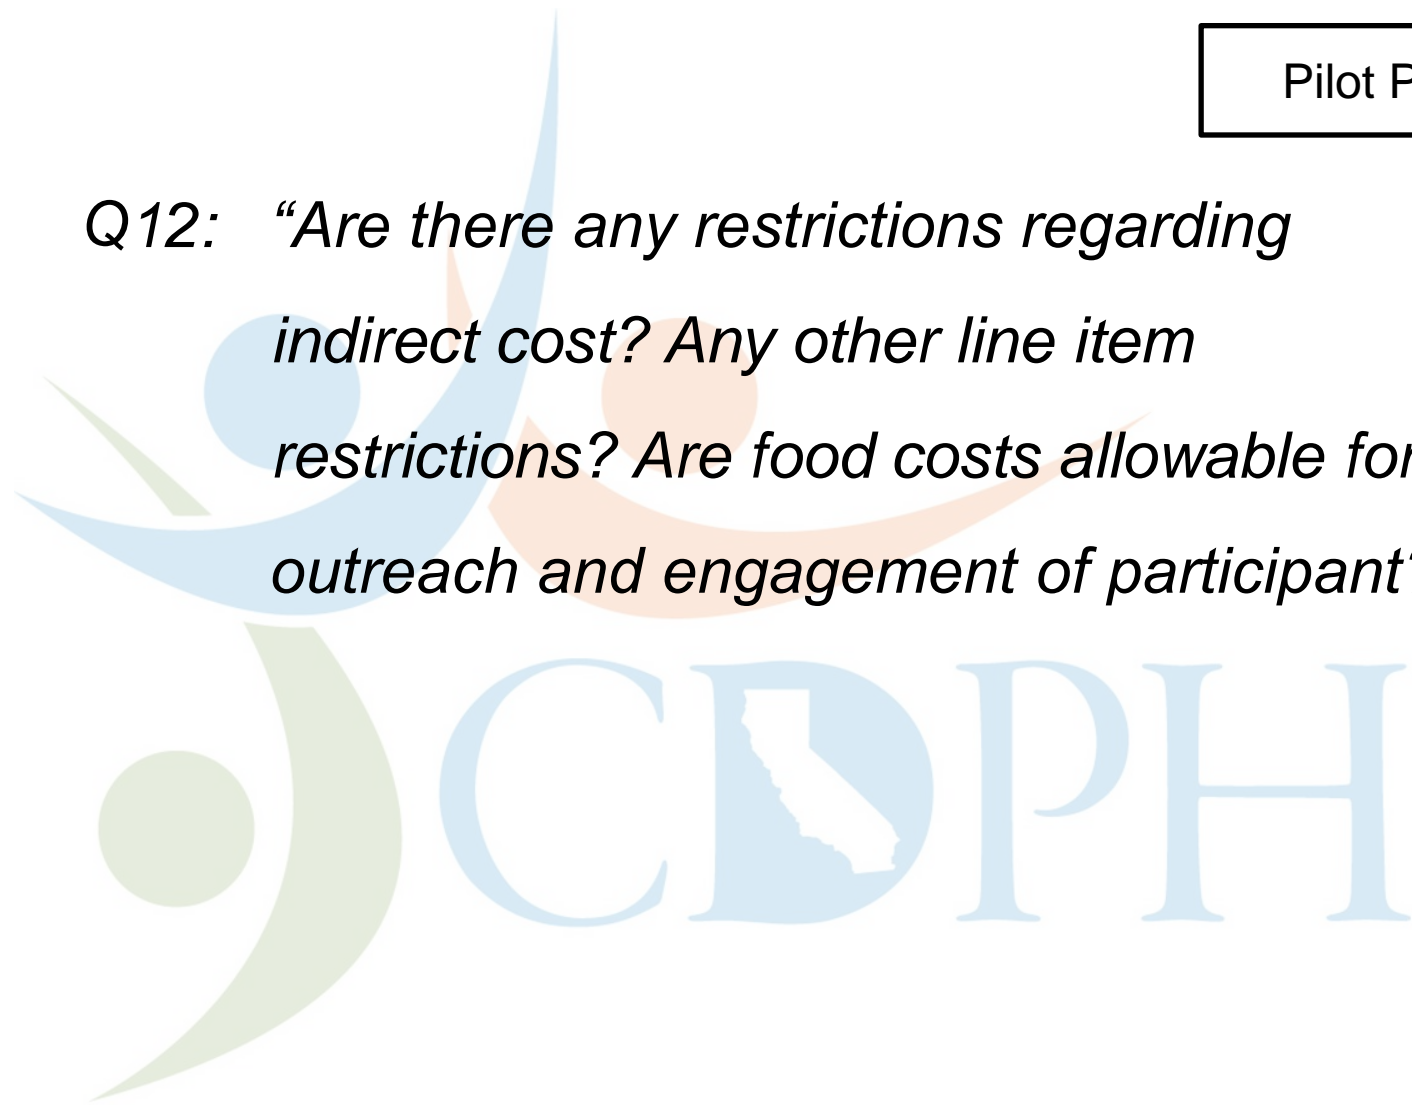 Pilot P
Q12: “Are there any restrictions regarding
indirect cost? Any other line item
restrictions? Are food costs allowable for
outreach and engagement of participant
CDPH